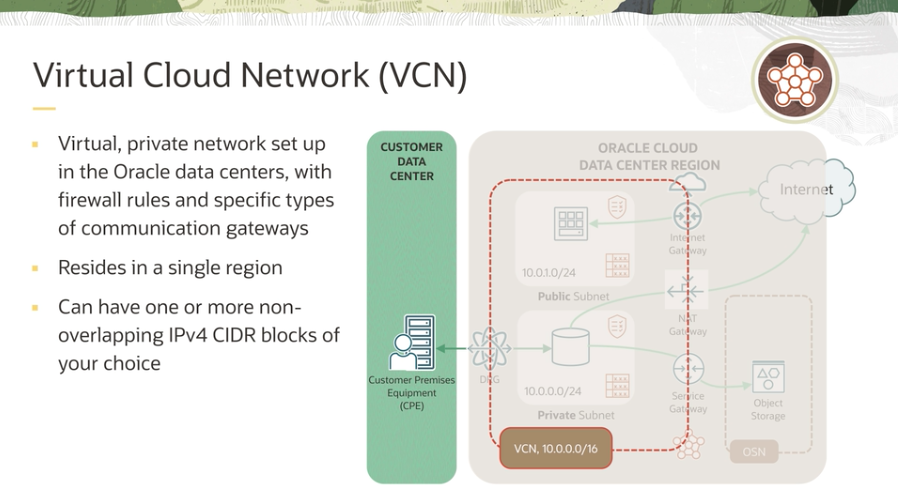 Virtual Cloud Network (VCN)
Virtual, private network set up
in the Oracle data centers, with
firewall rules and specific types
of communication gateways
Resides in a single region
Can have one or more non-
overlapping IPv4 CIDR blocks of
your choice
CUSTOMER
DATA
CENTER
Customer Premises
Equipment
(CPE)
ORACLE CLOUD
DATA CENTER REGION
Internet
Internet
Gateway
10.0.1.0/24
Public Subnet
NAT
Gateway
DRG
10.0.0.0/24
Private Subnet
Service
Gateway
Object
Storage
VCN, 10.0.0.0/16
OSN